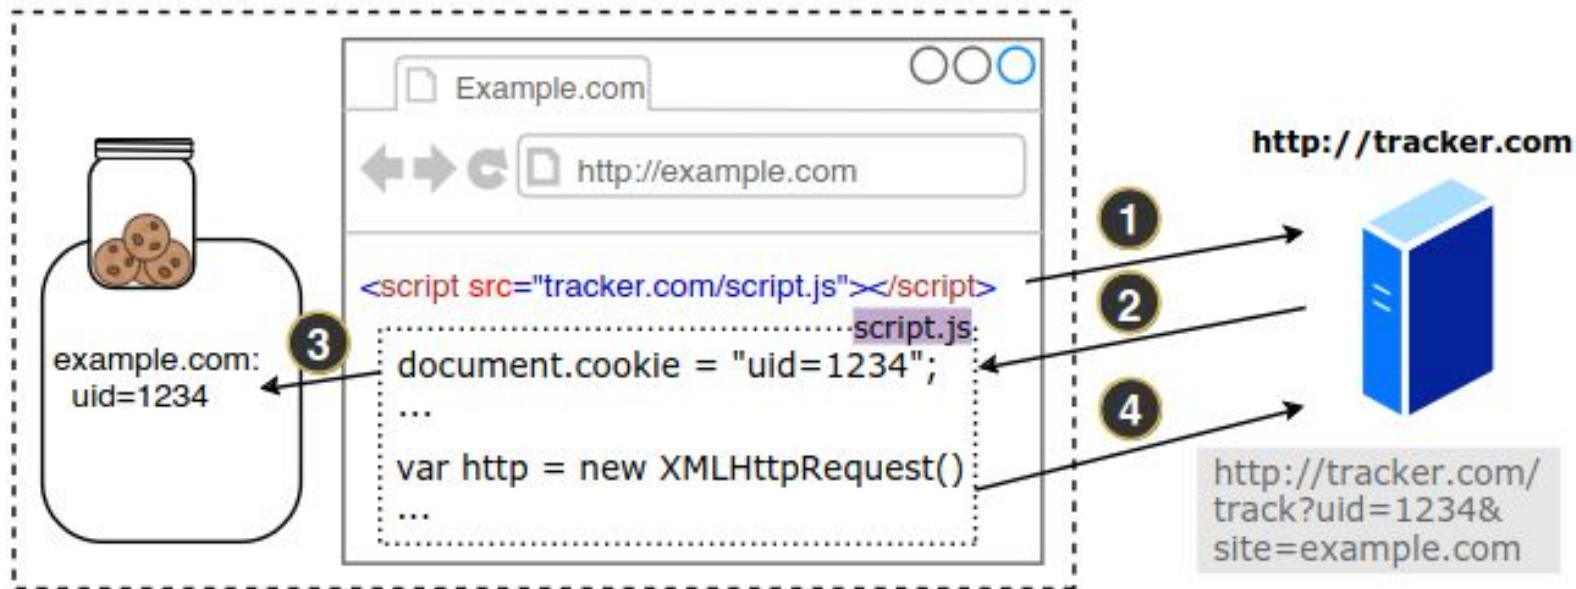 Example.com
http://example.com
http://tracker.com
1
<script src="tracker.com/script.js"></script>
2
script.js
3
example.com:
uid=1234
document.cookie = "uid=1234";
...
4
var http = new XMLHttpRequest()
...
http://tracker.com/
track?uid=1234&
site=example.com